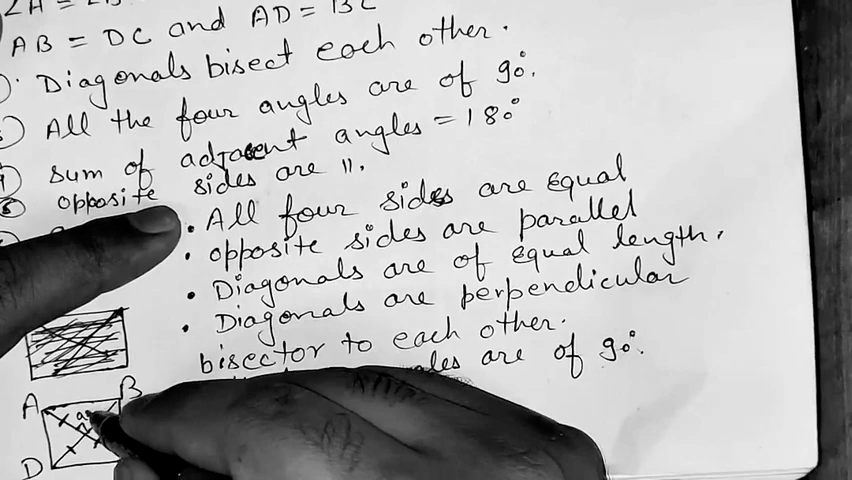 AB = DC and AD = BC
Diagonals bisect each other.
All the four angles are of 90°.
sum of adjacent angles = 180°
opposite sides are ||.
• All four sides are equal
• opposite sides are parallel
• Diagonals are of equal length.
• Diagonals are perpendicular
bisector to each other.
are of 90°.
A B
D